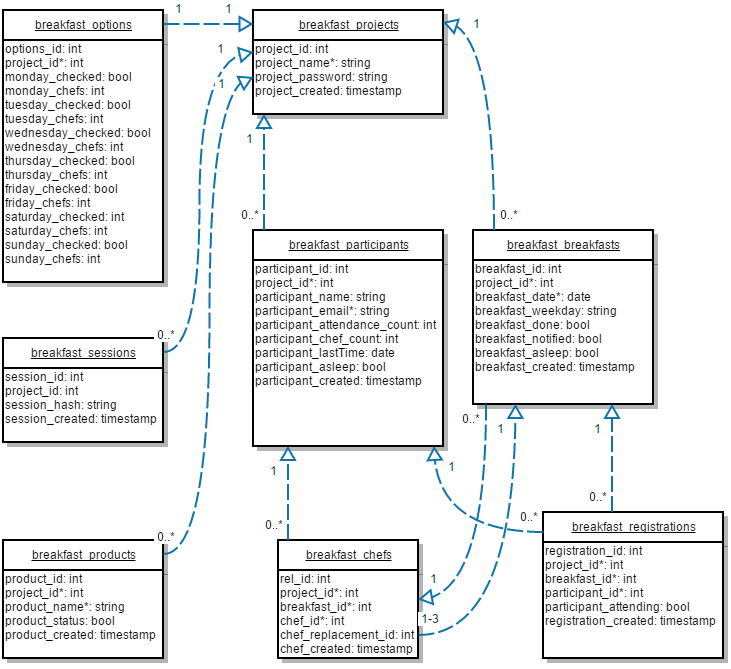 breakfast_options
options_id: int
project_id*: int
monday_checked: bool
monday_chefs: int
tuesday_checked: bool
tuesday_chefs: int
wednesday_checked: bool
wednesday_chefs: int
thursday_checked: bool
thursday_chefs: int
friday_checked: bool
friday_chefs: int
saturday_checked: int
saturday_chefs: int
sunday_checked: bool
sunday_chefs: int
1
1
breakfast_projects
project_id: int
project_name*: string
project_password: string
project_created: timestamp
1
1
1
1
0..*
0..*
breakfast_participants
participant_id: int
project_id*: int
participant_name: string
participant_email*: string
participant_attendance_count: int
participant_chef_count: int
participant_lastTime: date
participant_asleep: bool
participant_created: timestamp
breakfast_breakfasts
breakfast_id: int
project_id*: int
breakfast_date*: date
breakfast_weekday: string
breakfast_done: bool
breakfast_notified: bool
breakfast_asleep: bool
breakfast_created: timestamp
0..*
breakfast_sessions
session_id: int
project_id: int
session_hash: string
session_created: timestamp
0..*
1
1
1
1
0..*
0..*
0..*
0..*
breakfast_products
product_id: int
project_id*: int
product_name*: string
product_status: bool
product_created: timestamp
breakfast_chefs
rel_id: int
project_id*: int
breakfast_id*: int
chef_id*: int
chef_replacement_id: int
chef_created: timestamp
1
1-3
breakfast_registrations
registration_id: int
project_id*: int
breakfast_id*: int
participant_id*: int
participant_attending: bool
registration_created: timestamp